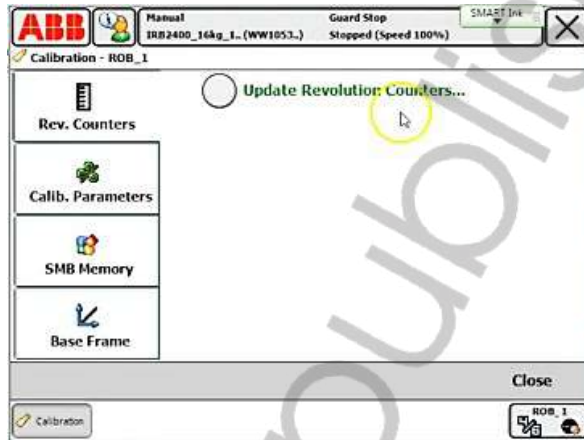 ABB
Manual
IRB2400_16kg_1.. (WW1053..)
Guard Stop
Stopped (Speed 100%)
SMART Ink
Calibration - ROB_1
Rev. Counters
Update Revolution Counters...
Calib. Parameters
SMB Memory
Base Frame
Close
Calibration
ROB_1